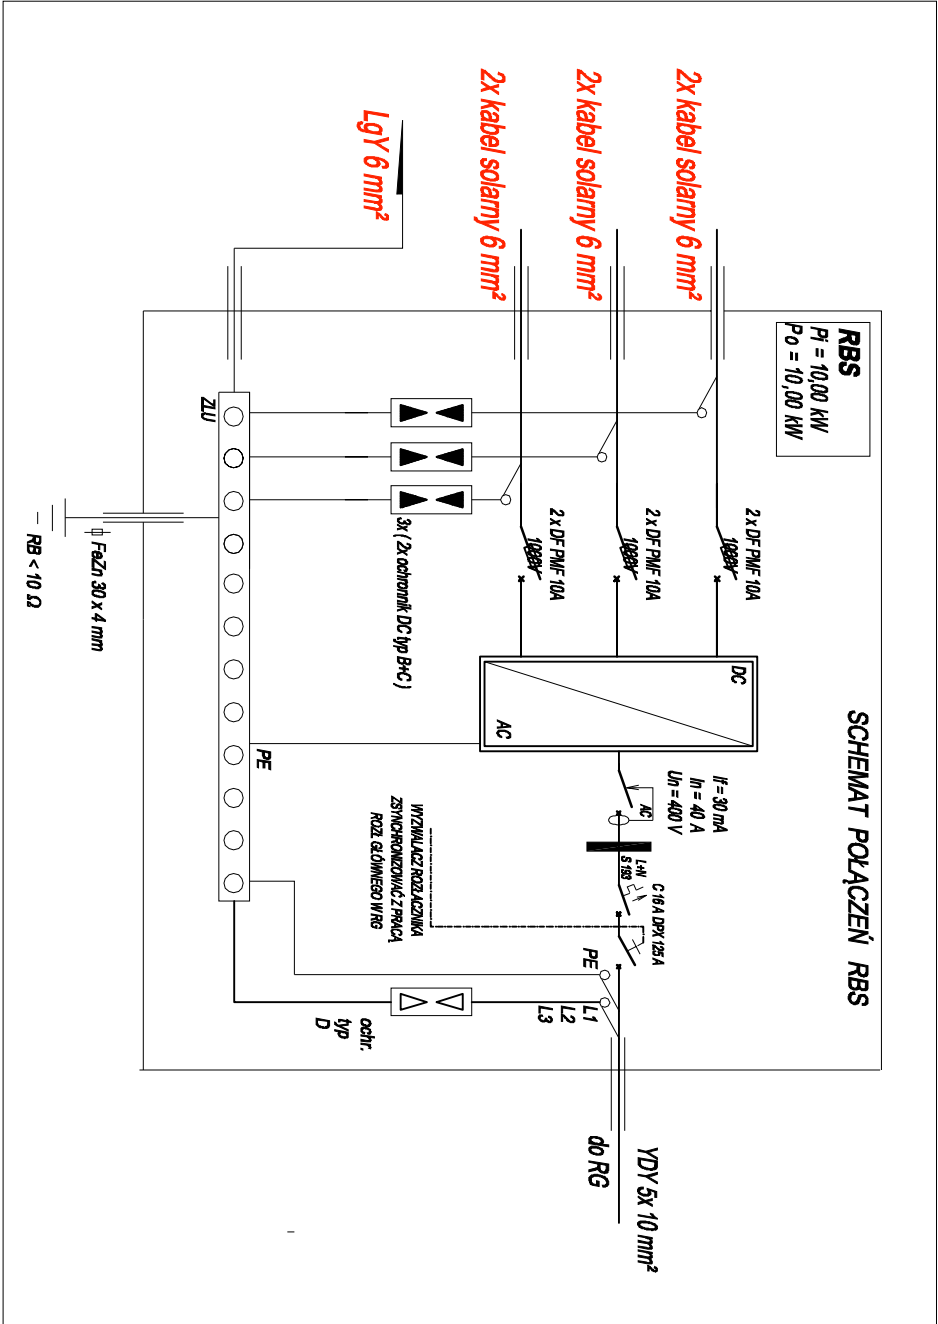 SCHEMAT POŁĄCZEŃ RBS
RBS
Pi = 10,00 kW
Po = 10,00 kW
2x kabel solarny 6 mm²
2x kabel solarny 6 mm²
2x kabel solarny 6 mm²
LgY 6 mm²
2 x DF PMF 10A
1000V
2 x DF PMF 10A
1000V
2 x DF PMF 10A
1000V
DC
AC
If = 30 mA
In = 40 A
Un = 400 V
AC
L+N
S 193
C 16 A DPX 125 A
PE
L1
L2
L3
YDY 5x 10 mm²
do RG
3x ( 2x ochronnik DC typ B+C )
WYZWALACZ ROZŁĄCZNIKA
ZSYNCHRONIZOWAĆ Z PRACĄ
ROZŁ. GŁÓWNEGO W RG
ochr.
typ
D
ZLU
PE
FeZn 30 x 4 mm
RB < 10 Ω